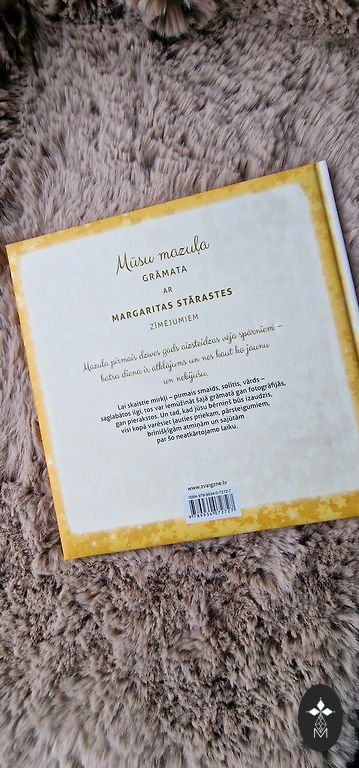 Mūsu mazuļa
GRĀMATA
AR
MARGARITAS STĀRASTES
ZĪMĒJUMIEM
Mazuļa pirmais dzīves gads aizsteidzas vēja spārniem –
katra diena ir atklājums un nes kaut ko jaunu
un nebijušu.
Lai skaistie mirkļi – pirmais smaids, solītis, vārds –
saglabātos ilgi, tos var iemūžināt šajā grāmatā gan fotogrāfijās,
gan pierakstos. Un tad, kad jūsu bērniņš būs izaudzis,
visi kopā varēsiet ļauties priekam, pārsteigumiem,
brīnišķīgām atmiņām un sajūtām
par šo neatkārtojamo laiku.
www.zvaigzne.lv
M